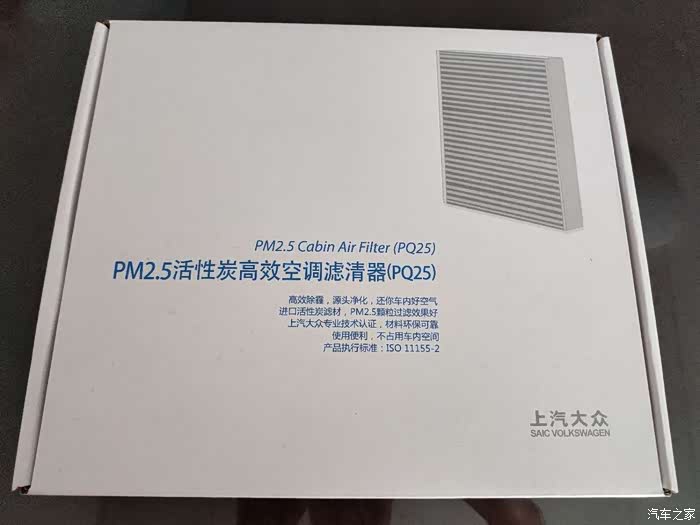 PM2.5 Cabin Air Filter (PQ25)
PM2.5活性炭高效空调滤清器(PQ25)
高效除霾，源头净化，还你车内好空气
进口活性炭滤材，PM2.5颗粒过滤效果好
上汽大众专业技术认证，材料环保可靠
使用便利，不占用车内空间
产品执行标准：ISO 11155-2
上汽大众
SAIC VOLKSWAGEN
汽车之家